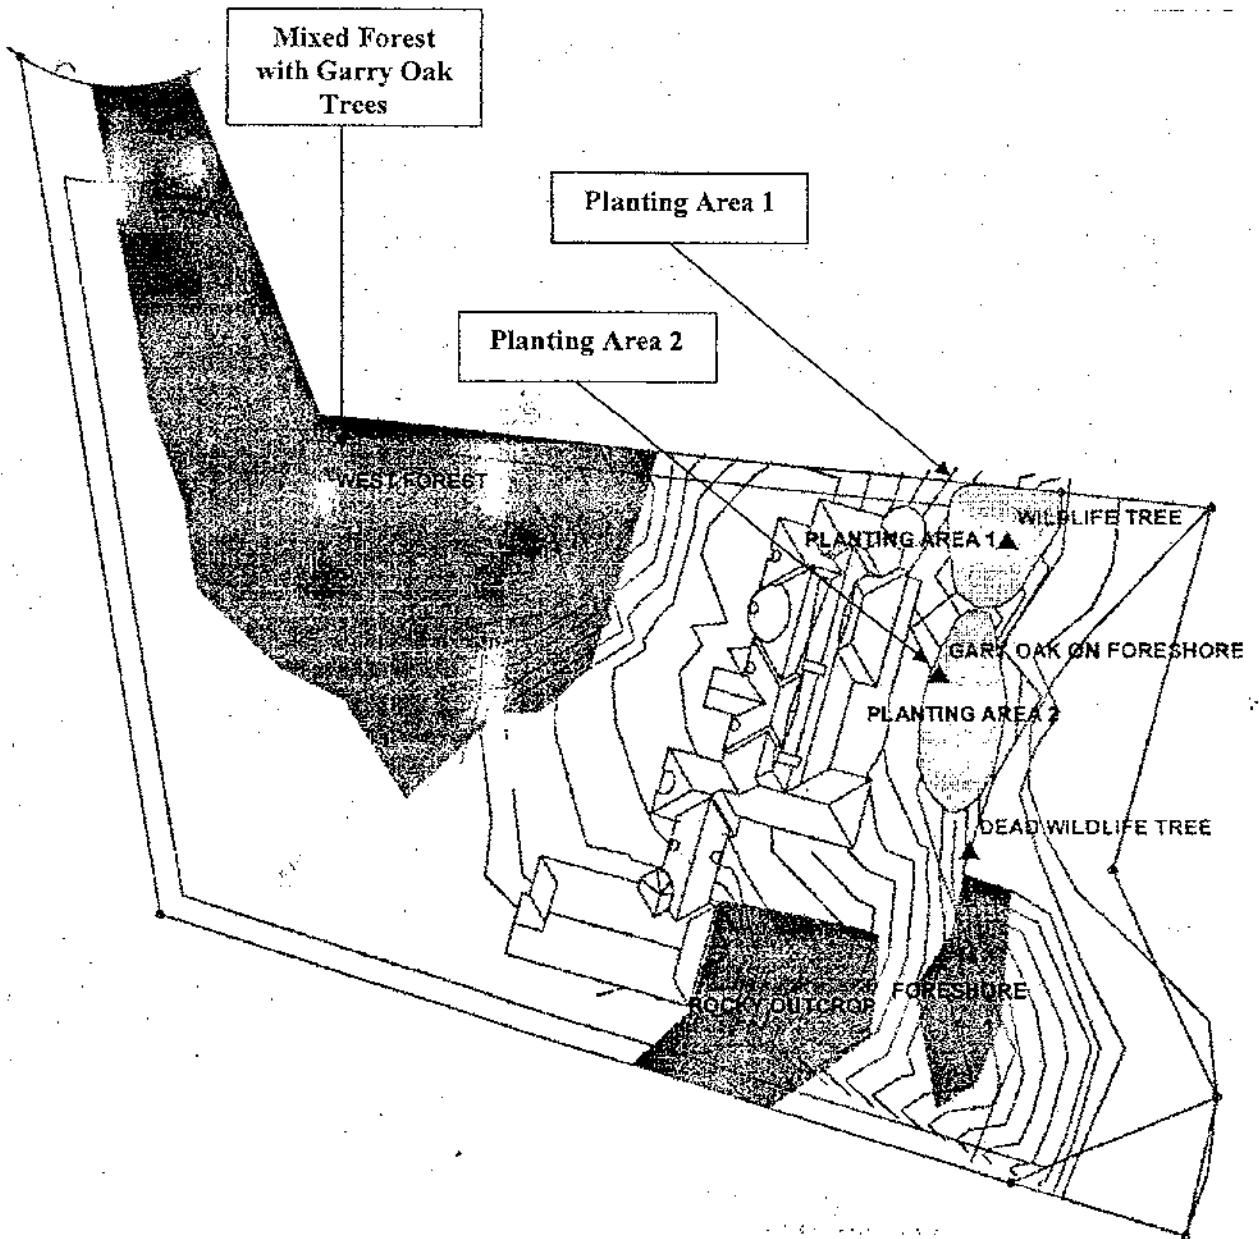 Mixed Forest
with Garry Oak
Trees
Planting Area 1
Planting Area 2
WEST FOREST
WILDLIFE TREE
PLANTING AREA 1
GARY OAK ON FORESHORE
PLANTING AREA 2
DEAD WILDLIFE TREE
ROCKY OUTCROP
FORESHORE